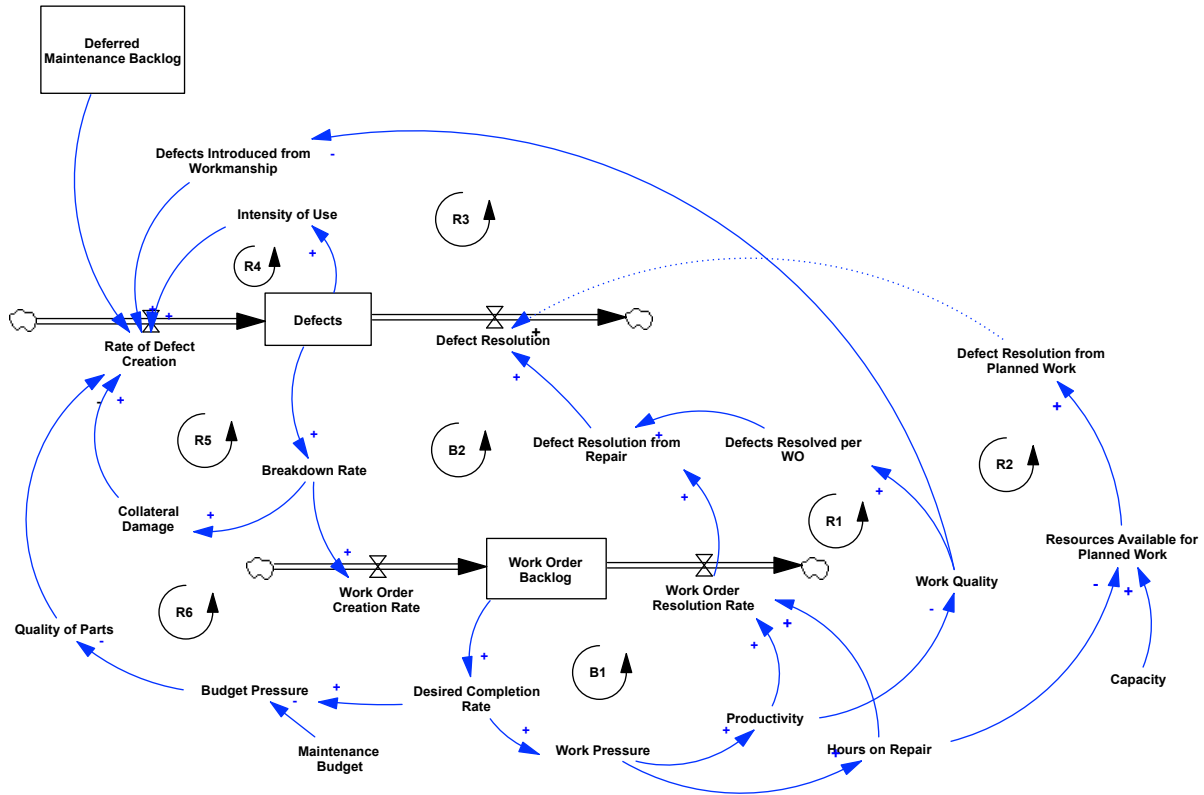 Deferred
Maintenance Backlog
Defects Introduced from
Workmanship
-
Intensity of Use
R3
+
R4
+
+
Defects
+
Rate of Defect
Creation
Defect Resolution
Defect Resolution from
Planned Work
+
-
+
+
R5
+
B2
Defect Resolution from
Repair
+
Defects Resolved per
WO
R2
Breakdown Rate
+
+
Collateral
Damage
+
R1
+
Work Order
Backlog
Resources Available for
Planned Work
Work Order
Creation Rate
Work Order
Resolution Rate
Work Quality
-
+
R6
-
+
Quality of Parts
-
+
+
B1
Capacity
Budget Pressure
+
-
Desired Completion
Rate
Productivity
+
+
Maintenance
Budget
Work Pressure
Hours on Repair
+